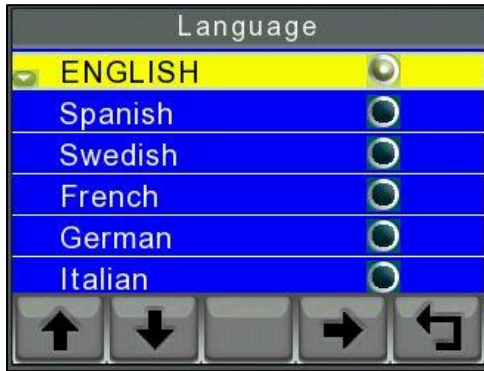 Language
ENGLISH
Spanish
Swedish
French
German
Italian